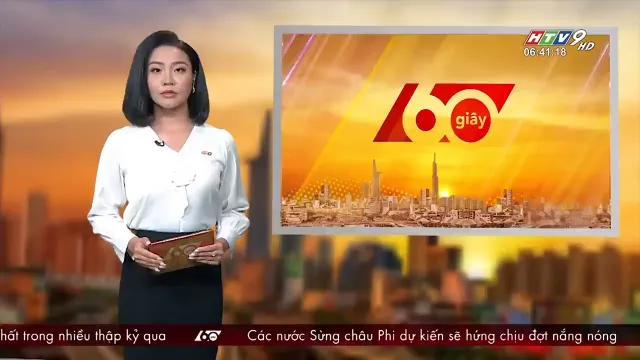 HTV9 HD
06:41:18
60 giây
hất trong nhiều thập kỷ qua 60 Các nước Sừng châu Phi dự kiến sẽ hứng chịu đợt nắng nóng